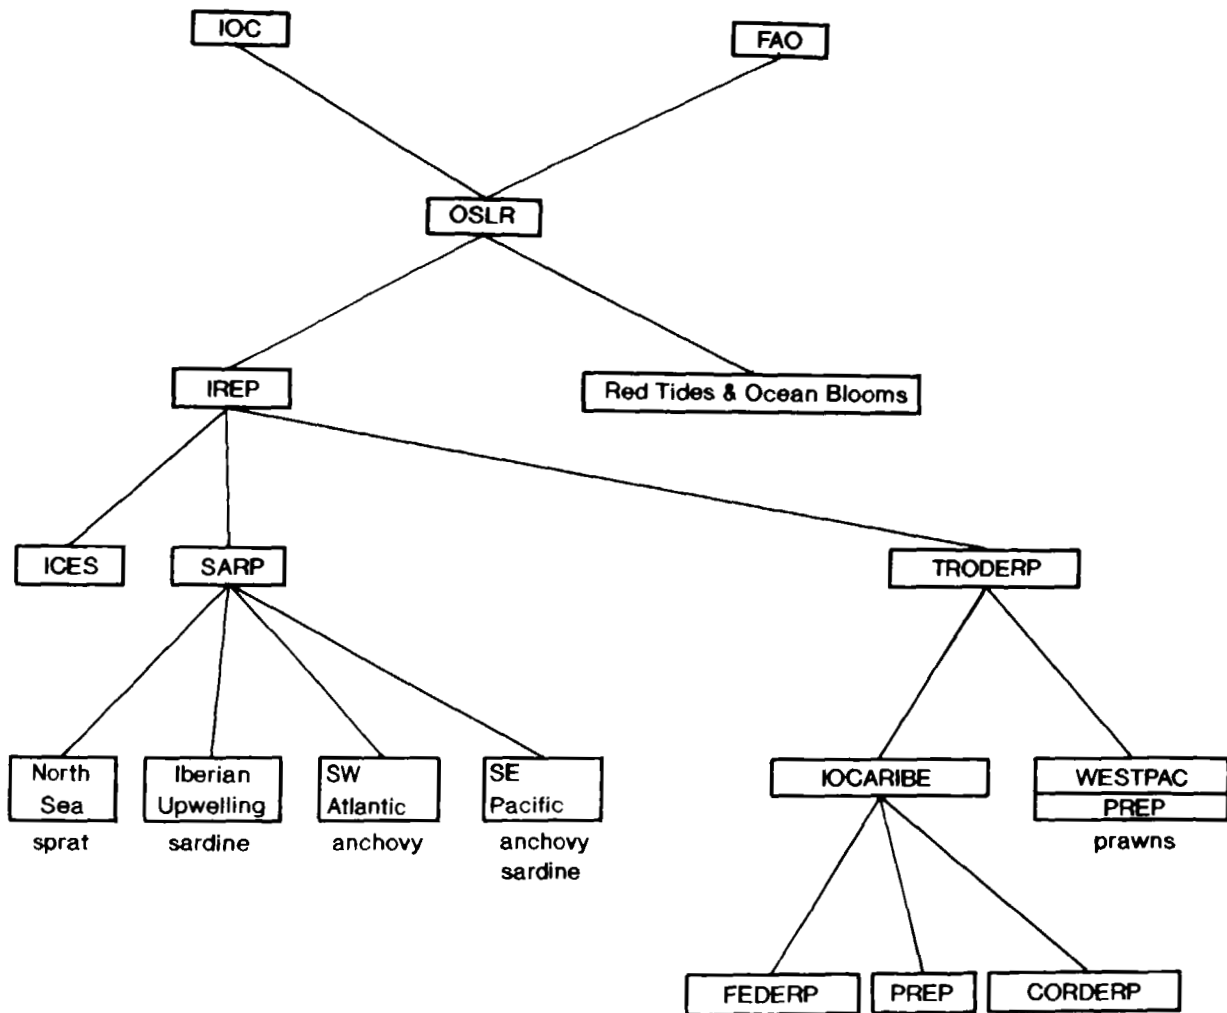 IOC
FAO
OSLR
IREP
Red Tides & Ocean Blooms
ICES
SARP
TRODERP
North
Sea
sprat
Iberian
Upwelling
sardine
SW
Atlantic
anchovy
SE
Pacific
anchovy
sardine
IOCARIBE
WESTPAC
PREP
prawns
FEDERP
PREP
CORDERP